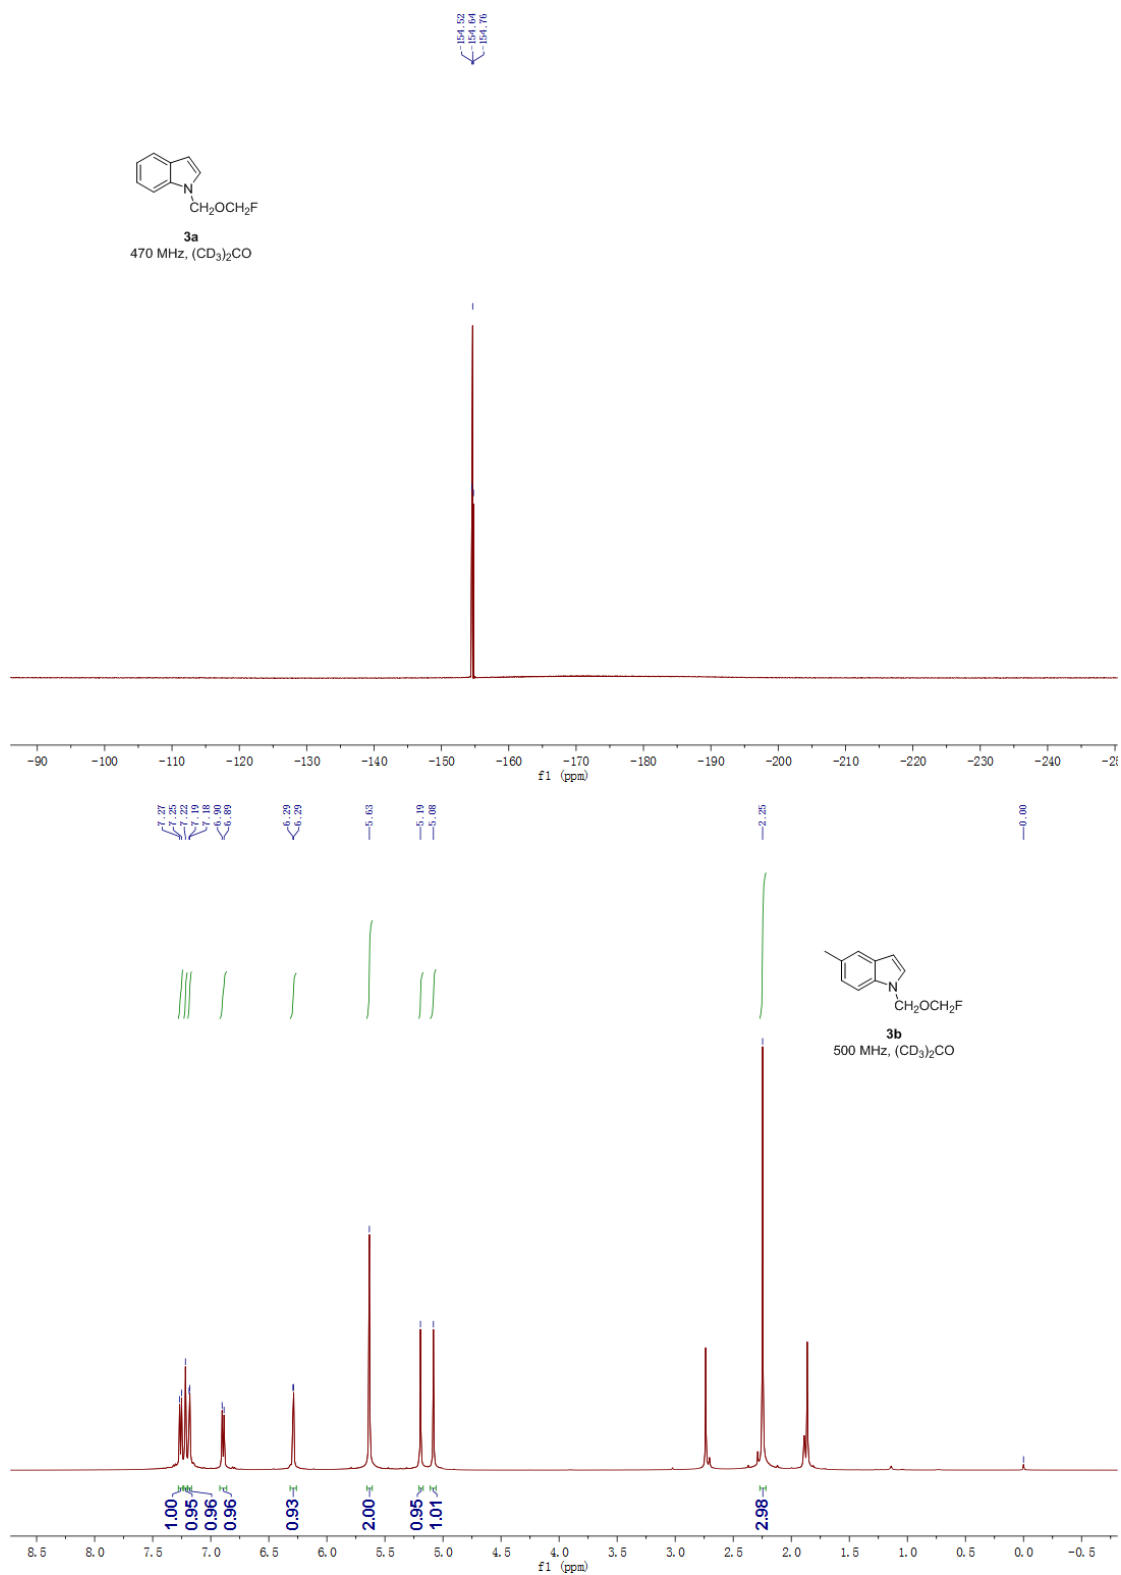 -154.52
-154.64
-154.76
N
CH2OCH2F
3a
470 MHz, (CD3)2CO
-90 -100 -110 -120 -130 -140 -150 -160 -170 -180 -190 -200 -210 -220 -230 -240 -25
f1 (ppm)
7.27
7.25
7.22
7.19
7.18
6.90
6.89
6.29
6.29
5.63
5.19
5.08
2.25
0.00
N
CH2OCH2F
3b
500 MHz, (CD3)2CO
1.00 0.95 0.96 0.96 0.93 2.00 0.95 1.01 2.98
8.5 8.0 7.5 7.0 6.5 6.0 5.5 5.0 4.5 4.0 3.5 3.0 2.5 2.0 1.5 1.0 0.5 0.0 -0.5
f1 (ppm)